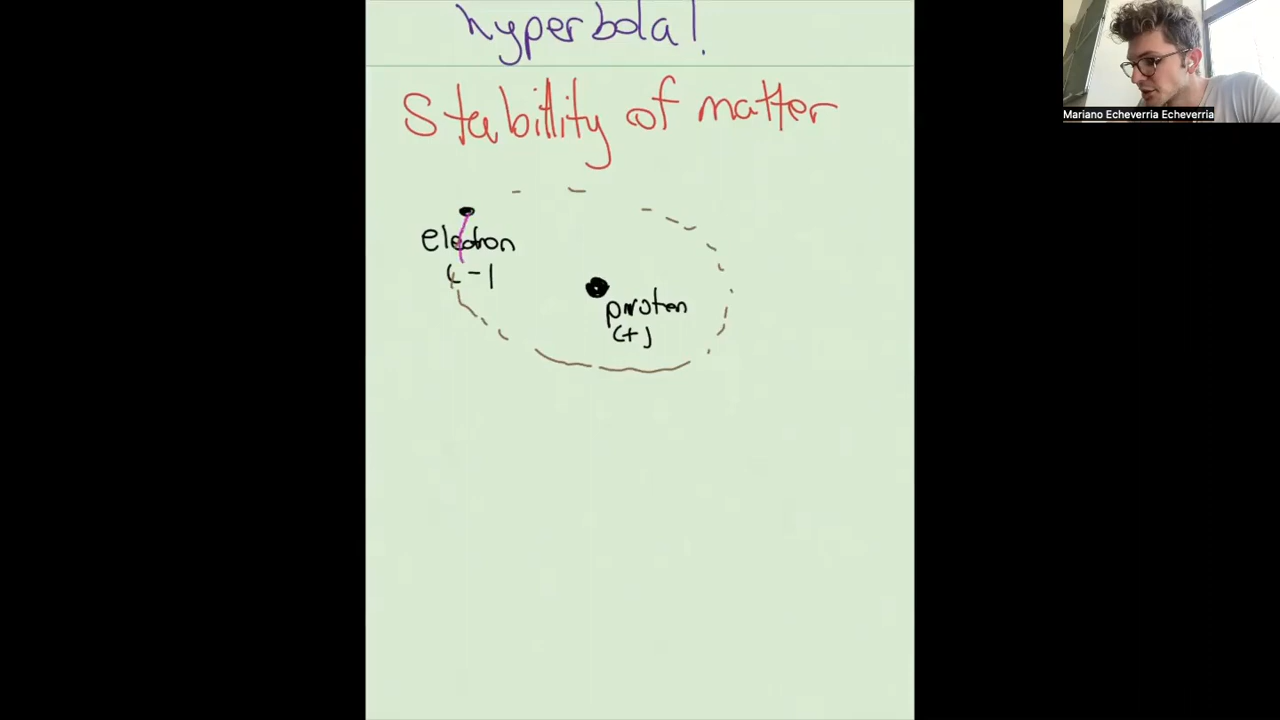 hyperbola!
Stability of matter
electron
(-)
proton
(+)
Mariano Echeverria Echeverria